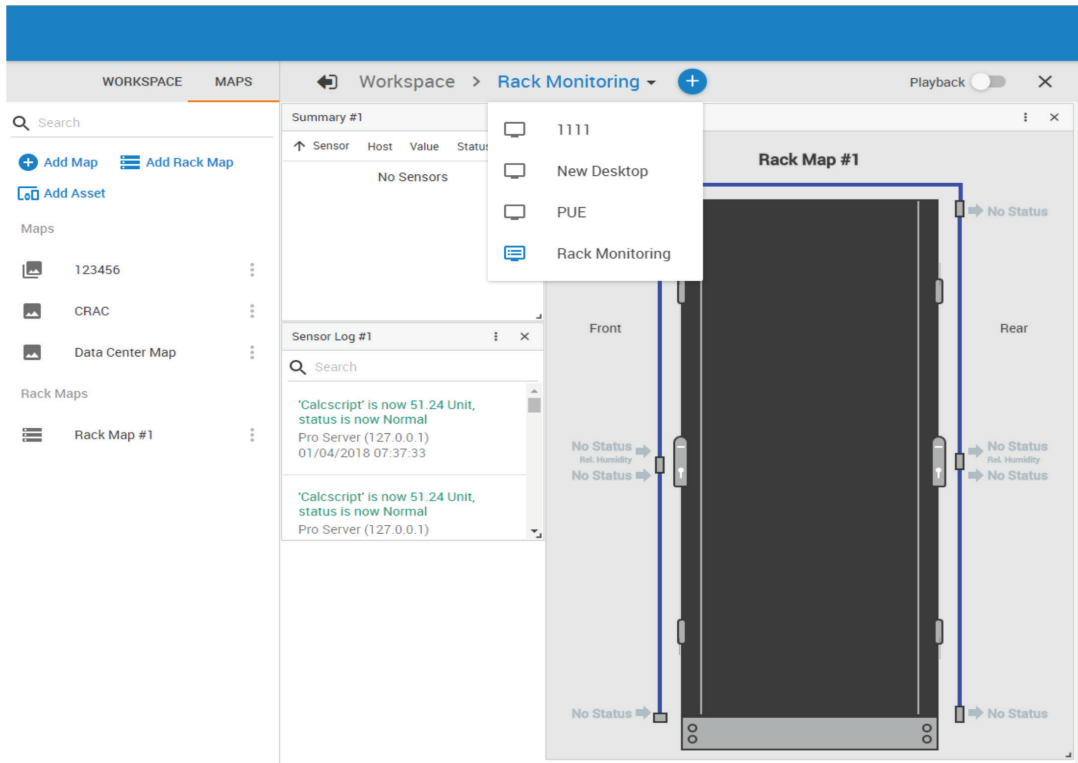 WORKSPACE MAPS
Workspace > Rack Monitoring
Playback
Search
Add Map Add Rack Map
Add Asset
Maps
123456
CRAC
Data Center Map
Rack Maps
Rack Map #1
Summary #1
Sensor Host Value Status
No Sensors
1111
New Desktop
PUE
Rack Monitoring
Sensor Log #1
Search
'Calcscript' is now 51.24 Unit,
status is now Normal
Pro Server (127.0.0.1)
01/04/2018 07:37:33
'Calcscript' is now 51.24 Unit,
status is now Normal
Pro Server (127.0.0.1)
Rack Map #1
No Status
Front
Rear
No Status
Rel. Humidity
No Status
No Status
Rel. Humidity
No Status
No Status
No Status